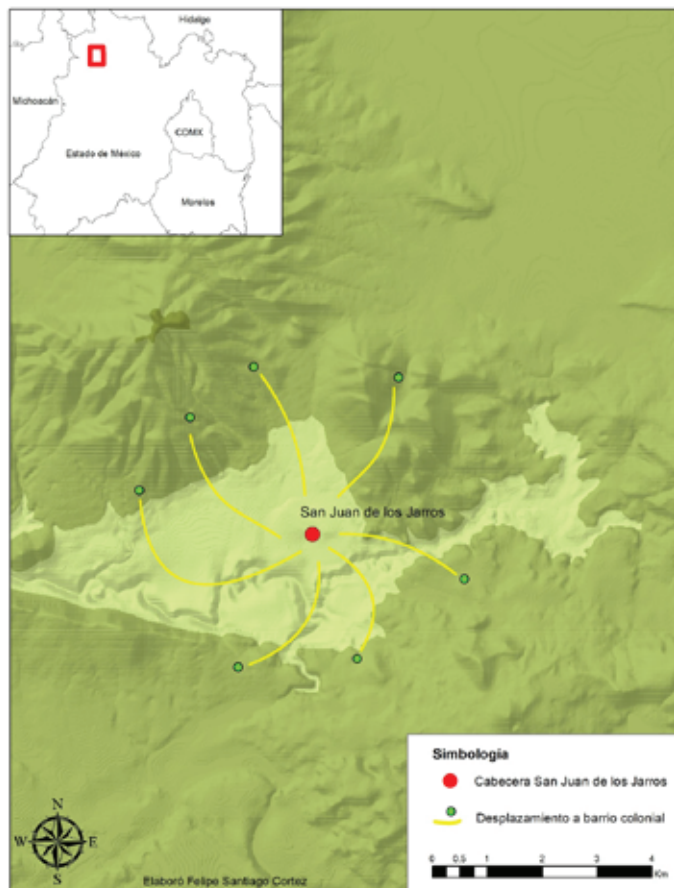 Hidalgo
Michoacán
CDMX
Estado de México
Morelos
San Juan de los Jarros
Simbología
Cabecera San Juan de los Jarros
Desplazamiento a barrio colonial
0 0.5 1 2 3 4
Km
N
W E
S
Elaboró Felipe Santiago Cortez